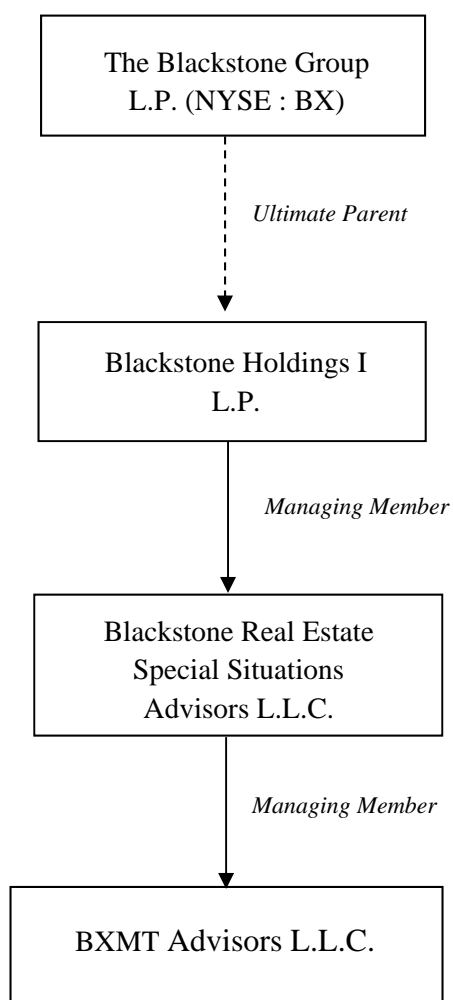 The Blackstone Group
L.P. (NYSE : BX)
Ultimate Parent
Blackstone Holdings I
L.P.
Managing Member
Blackstone Real Estate
Special Situations
Advisors L.L.C.
Managing Member
BXMT Advisors L.L.C.